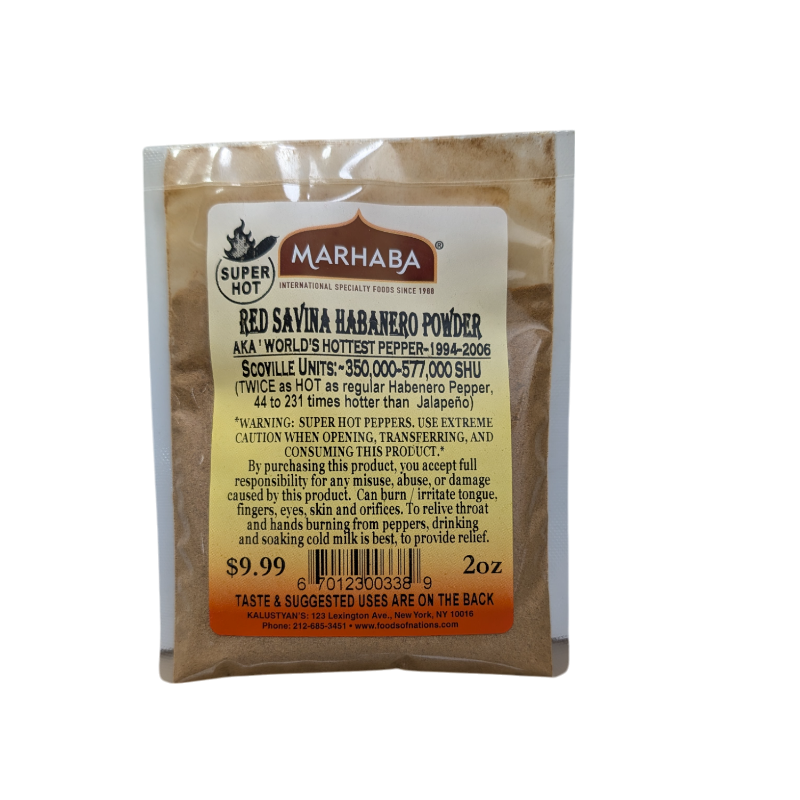 SUPER
HOT
MARHABA®
INTERNATIONAL SPECIALTY FOODS SINCE 1988
RED SAVINA HABANERO POWDER
AKA ' WORLD'S HOTTEST PEPPER-1994-2006
SCOVILLE UNITS:~350,000-577,000 SHU
(TWICE as HOT as regular Habenero Pepper,
44 to 231 times hotter than Jalapeño)
*WARNING: SUPER HOT PEPPERS. USE EXTREME
CAUTION WHEN OPENING, TRANSFERRING, AND
CONSUMING THIS PRODUCT.*
By purchasing this product, you accept full
responsibility for any misuse, abuse, or damage
caused by this product. Can burn / irritate tongue,
fingers, eyes, skin and orifices. To relive throat
and hands burning from peppers, drinking
and soaking cold milk is best, to provide relief.
$9.99
6 70123 00338 9
2oz
TASTE & SUGGESTED USES ARE ON THE BACK
KALUSTYAN'S: 123 Lexington Ave., New York, NY 10016
Phone: 212-685-3451 • www.foodsofnations.com